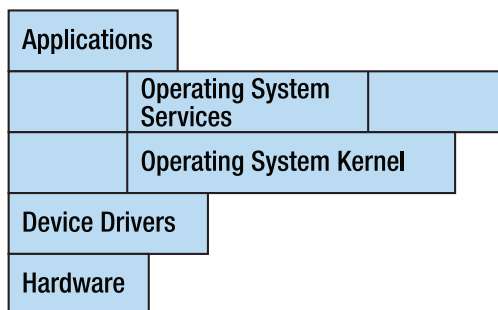 Applications
Operating System
Services
Operating System Kernel
Device Drivers
Hardware